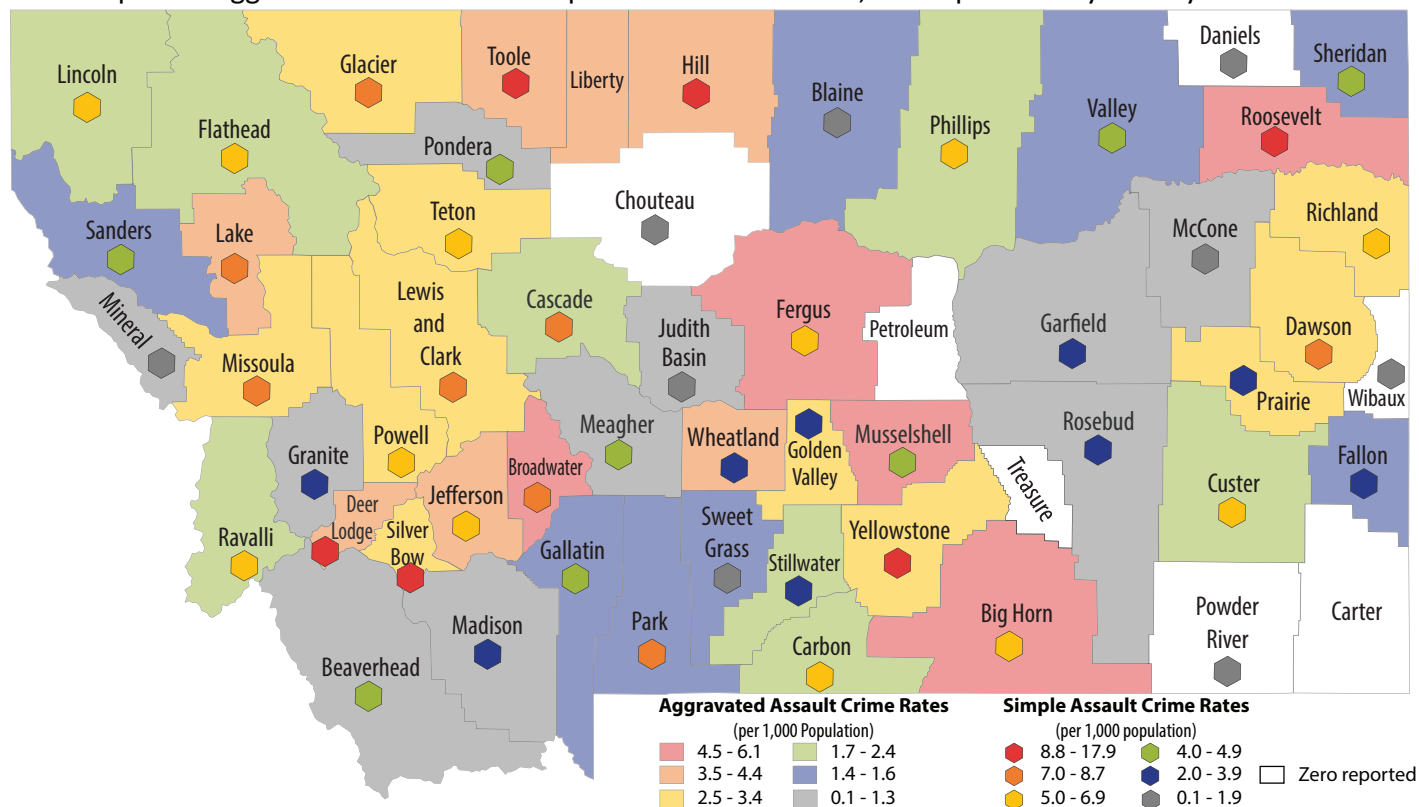 Daniels
Sheridan
Lincoln
Glacier
Toole
Liberty
Hill
Blaine
Phillips
Valley
Roosevelt
Flathead
Pondera
Chouteau
Teton
McCone
Richland
Sanders
Lake
Mineral
Lewis
and
Clark
Cascade
Judith
Basin
Fergus
Petroleum
Garfield
Dawson
Wibaux
Missoula
Prairie
Powell
Granite
Meagher
Wheatland
Golden
Valley
Musselshell
Rosebud
Treasure
Custer
Fallon
Broadwater
Jefferson
Deer
Lodge
Silver
Bow
Ravalli
Gallatin
Sweet
Grass
Stillwater
Yellowstone
Big Horn
Powder
River
Carter
Madison
Park
Carbon
Beaverhead
Aggravated Assault Crime Rates
(per 1,000 Population)
4.5 - 6.1
3.5 - 4.4
2.5 - 3.4
1.7 - 2.4
1.4 - 1.6
0.1 - 1.3
Simple Assault Crime Rates
(per 1,000 population)
8.8 - 17.9
7.0 - 8.7
5.0 - 6.9
4.0 - 4.9
2.0 - 3.9
0.1 - 1.9
Zero reported